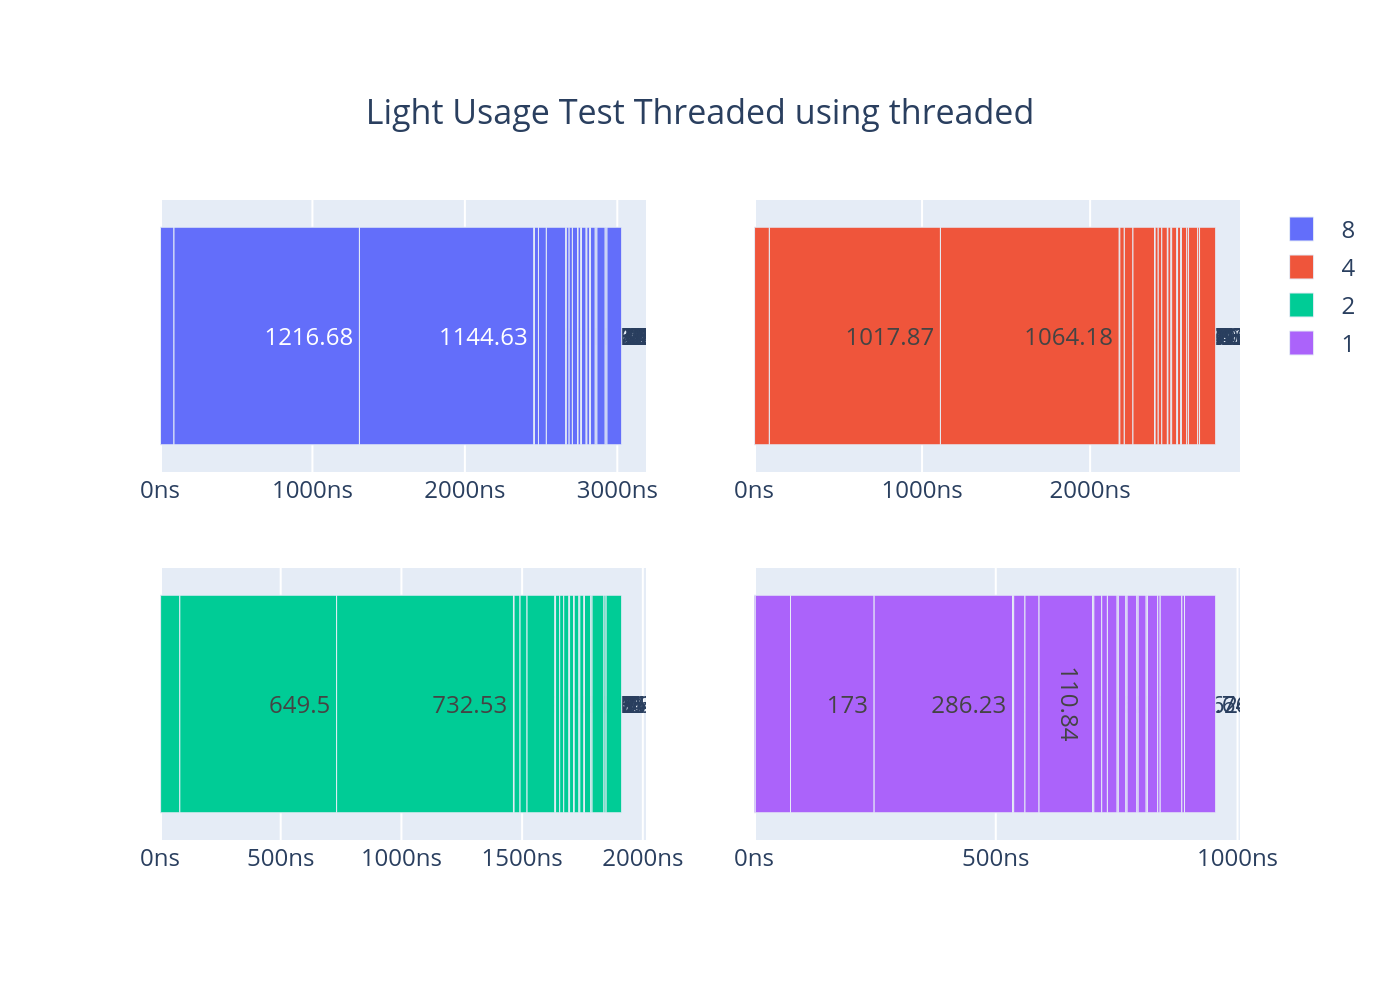 Light Usage Test Threaded using threaded
1216.68 1144.63
0ns 1000ns 2000ns 3000ns
1017.87 1064.18
0ns 1000ns 2000ns
8
4
2
1
649.5 732.53
0ns 500ns 1000ns 1500ns 2000ns
173 286.23 110.84
0ns 500ns 1000ns